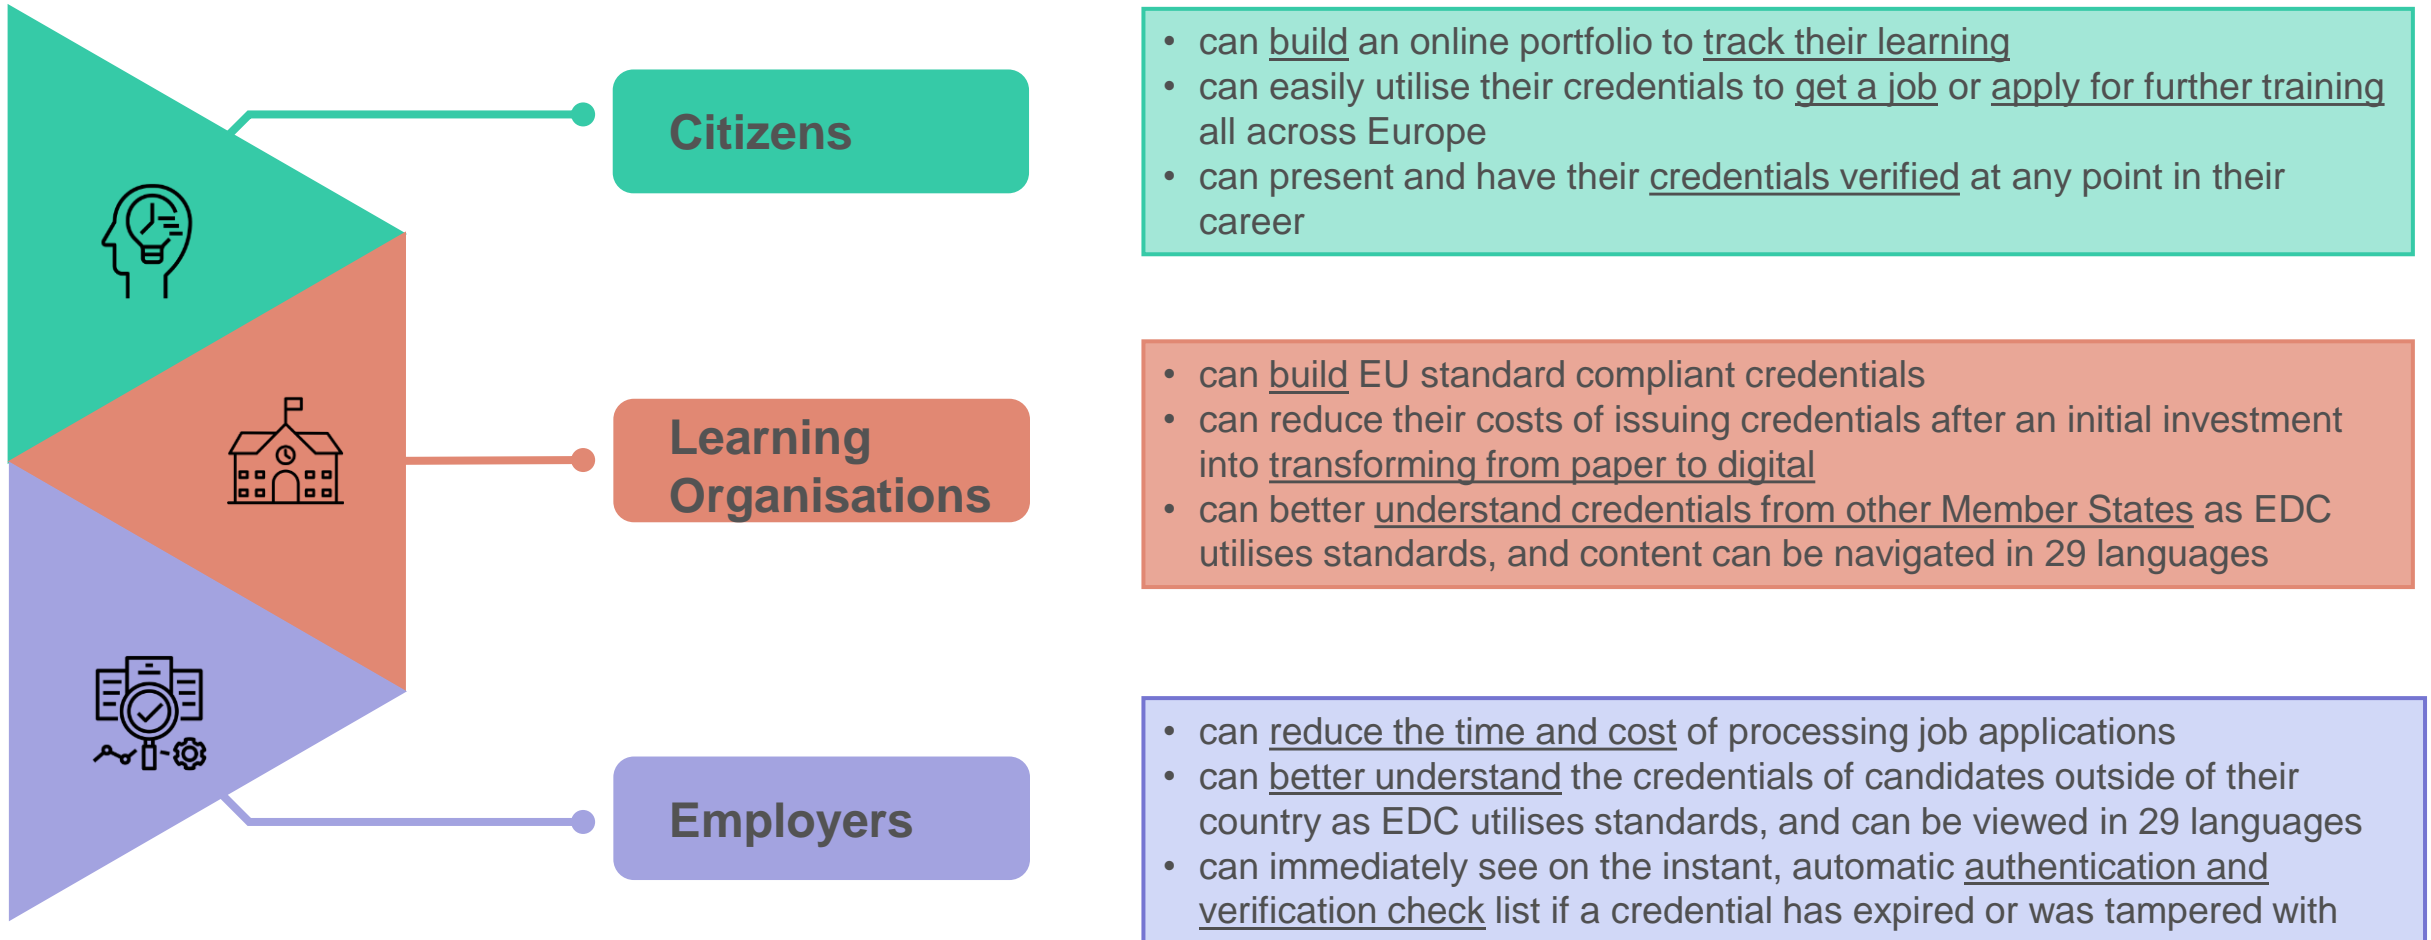 Citizens
• can build an online portfolio to track their learning
• can easily utilise their credentials to get a job or apply for further training
all across Europe
• can present and have their credentials verified at any point in their
career
Learning
Organisations
• can build EU standard compliant credentials
• can reduce their costs of issuing credentials after an initial investment
into transforming from paper to digital
• can better understand credentials from other Member States as EDC
utilises standards, and content can be navigated in 29 languages
Employers
• can reduce the time and cost of processing job applications
• can better understand the credentials of candidates outside of their
country as EDC utilises standards, and can be viewed in 29 languages
• can immediately see on the instant, automatic authentication and
verification check list if a credential has expired or was tampered with